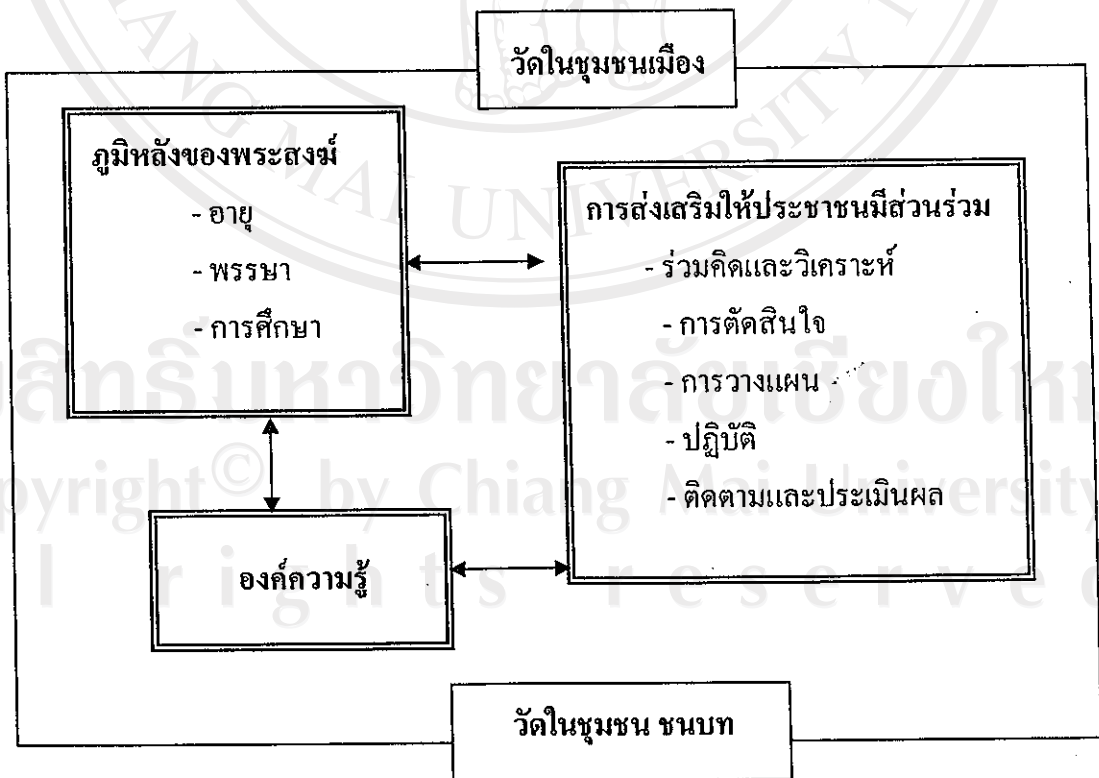 วัดในชุมชนเมือง
ภูมิหลังของพระสงฆ์
- อายุ
- พรรษา
- การศึกษา
การส่งเสริมให้ประชาชนมีส่วนร่วม
- ร่วมคิดและวิเคราะห์
- การตัดสินใจ
- การวางแผน
- ปฏิบัติ
- ติดตามและประเมินผล
องค์ความรู้
วัดในชุมชน ชนบท
ANG MAI UNIVERSITY
สิทธิ์มหาวิทยาลัยเชียงใหม
pyright © by Chiang Mai University
l rights reserved